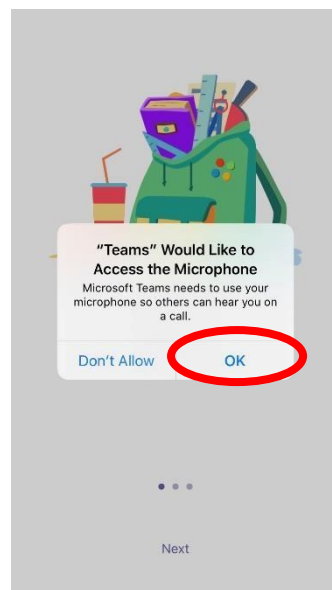 "Teams" Would Like to
Access the Microphone
Microsoft Teams needs to use your
microphone so others can hear you on
a call.
Don't Allow
OK
Next